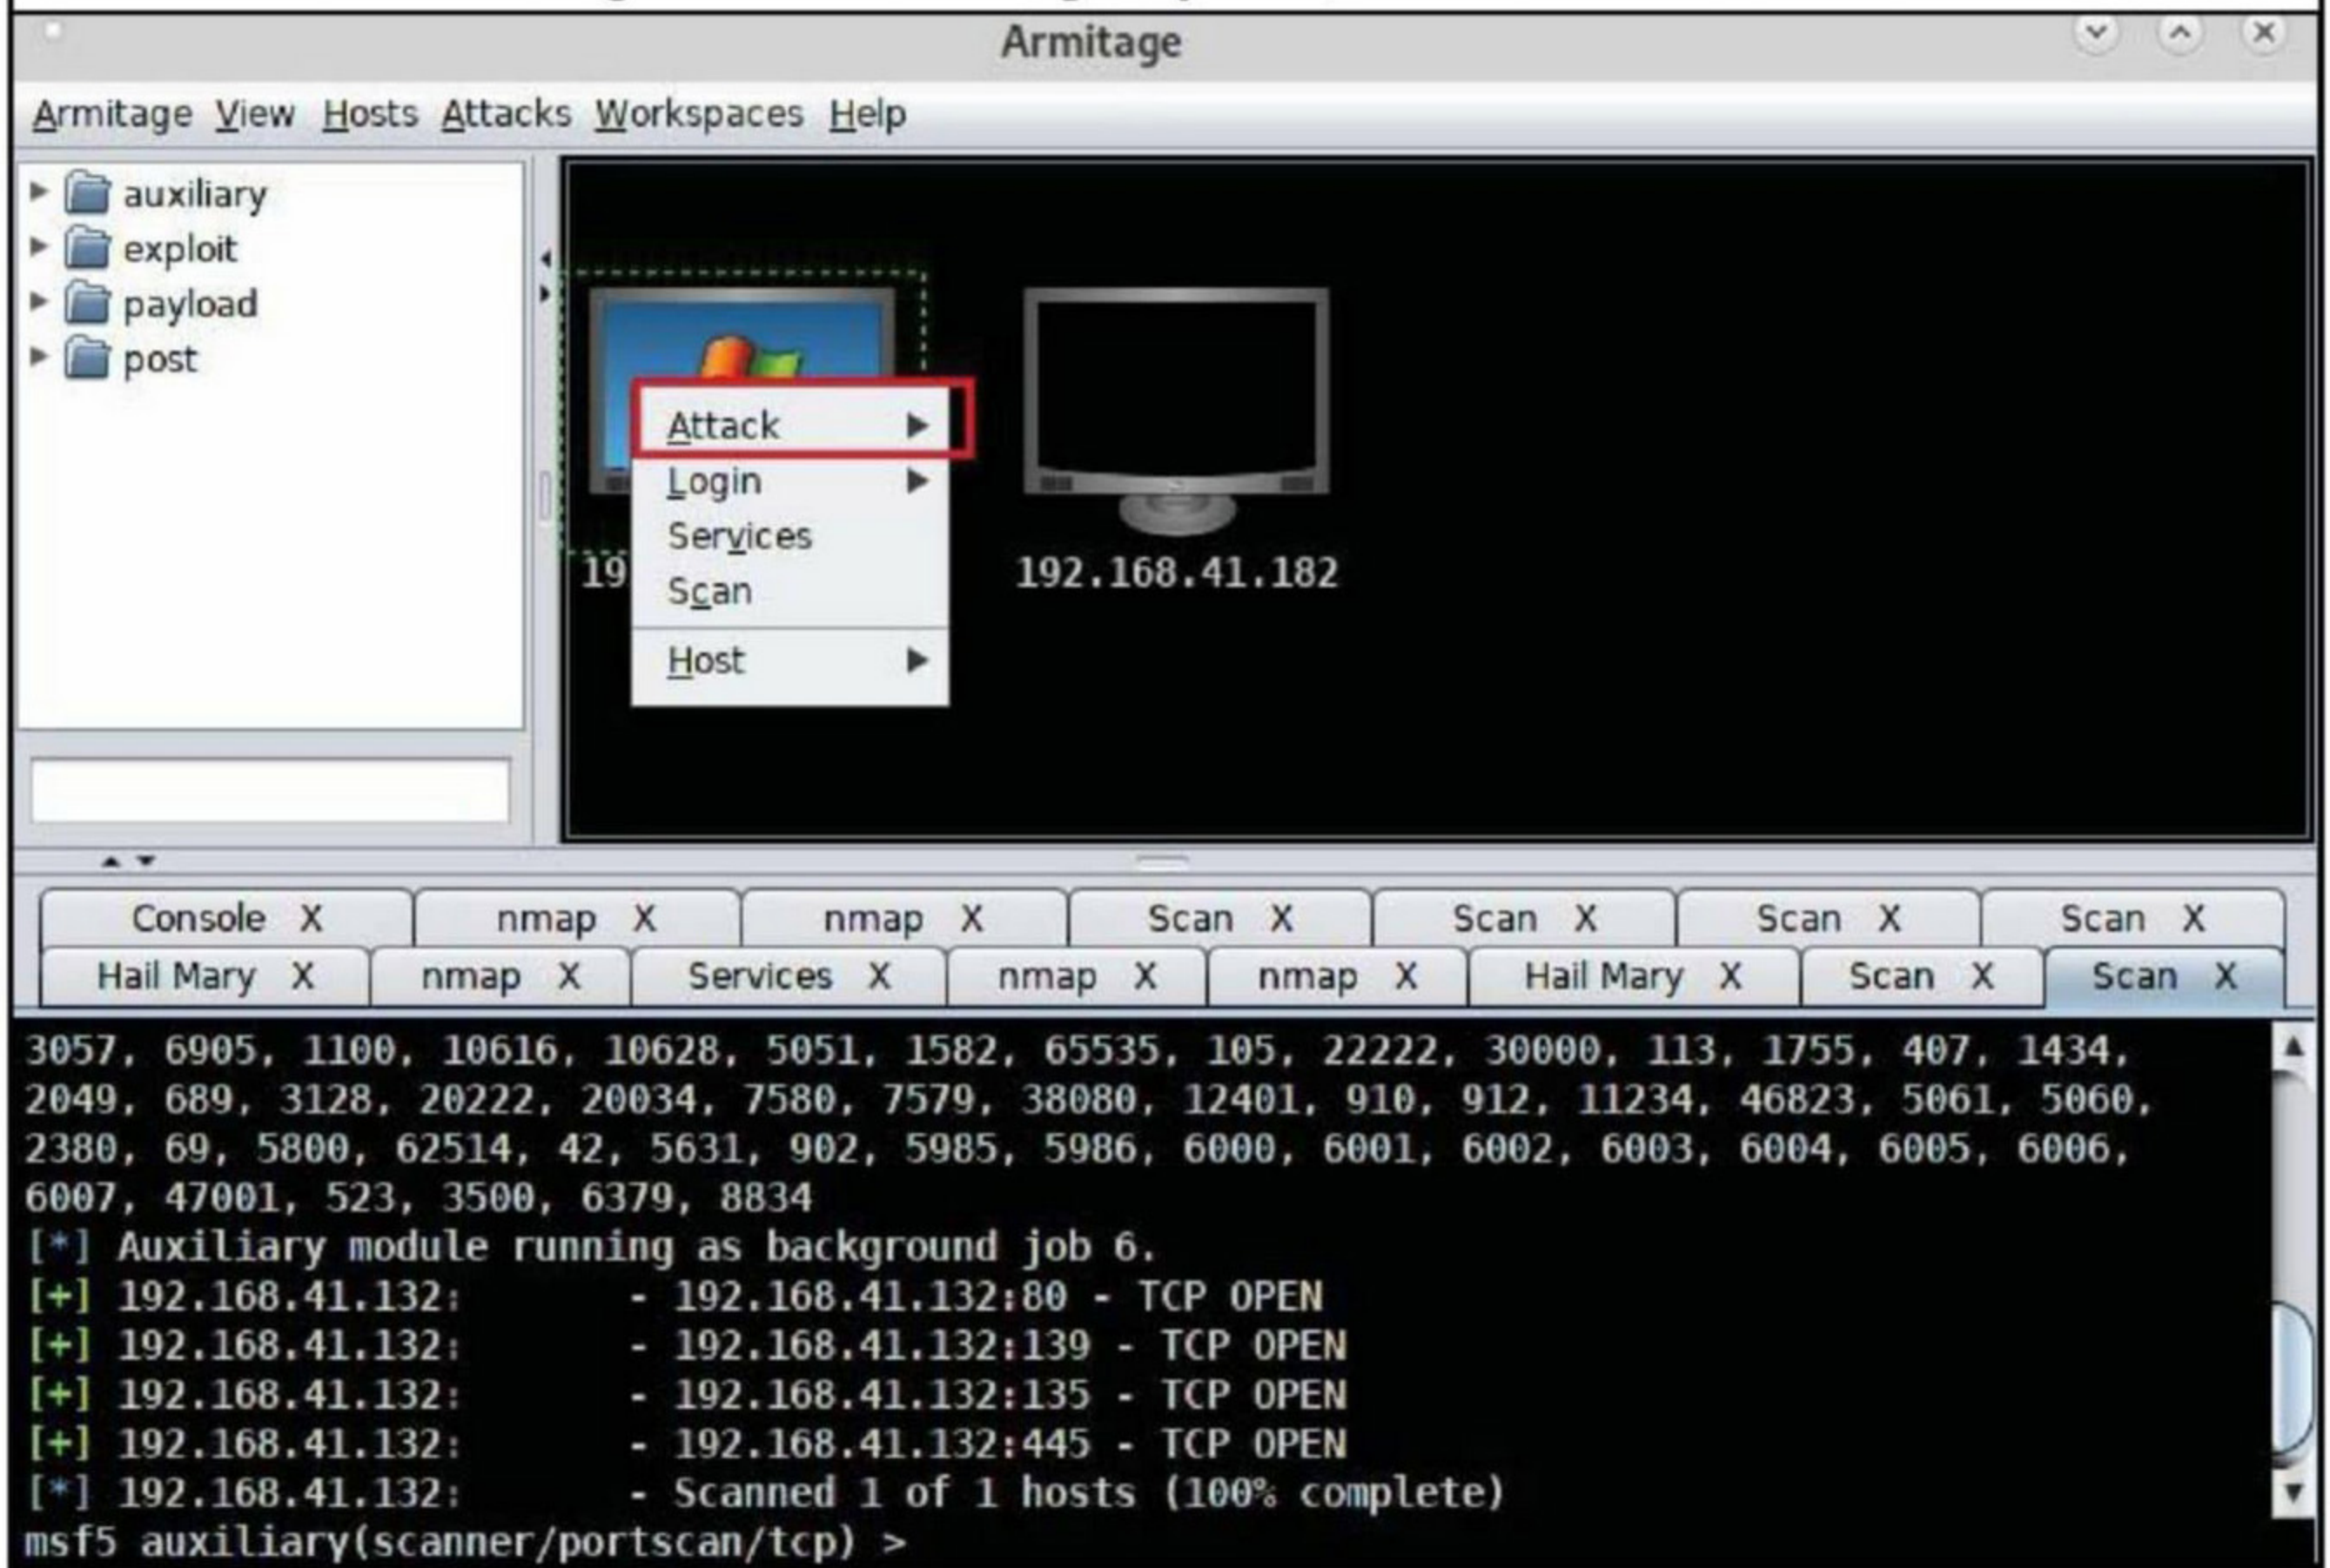 Armitage
Armitage View Hosts Attacks Workspaces Help
auxiliary
exploit
payload
post
Attack
Login
Services
Scan
Host
19
192.168.41.182
Console X nmap X nmap X Scan X Scan X Scan X Scan X
Hail Mary X nmap X Services X nmap X nmap X Hail Mary X Scan X Scan X
3057, 6905, 1100, 10616, 10628, 5051, 1582, 65535, 105, 22222, 30000, 113, 1755, 407, 1434,
2049, 689, 3128, 20222, 20034, 7580, 7579, 38080, 12401, 910, 912, 11234, 46823, 5061, 5060,
2380, 69, 5800, 62514, 42, 5631, 902, 5985, 5986, 6000, 6001, 6002, 6003, 6004, 6005, 6006,
6007, 47001, 523, 3500, 6379, 8834
[*] Auxiliary module running as background job 6.
[+] 192.168.41.132: - 192.168.41.132:80 - TCP OPEN
[+] 192.168.41.132: - 192.168.41.132:139 - TCP OPEN
[+] 192.168.41.132: - 192.168.41.132:135 - TCP OPEN
[+] 192.168.41.132: - 192.168.41.132:445 - TCP OPEN
[*] 192.168.41.132: - Scanned 1 of 1 hosts (100% complete)
msf5 auxiliary(scanner/portscan/tcp) >